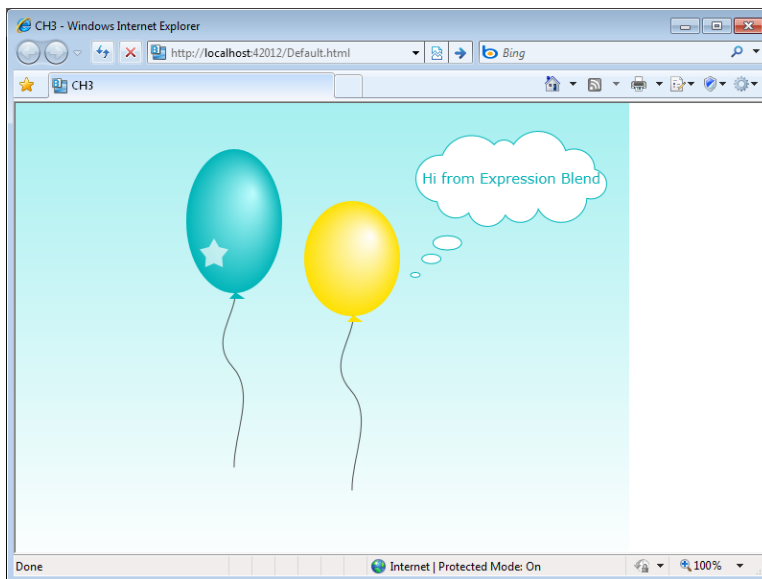 CH3 - Windows Internet Explorer
http://localhost:42012/Default.html
Bing
CH3
Hi from Expression Blend
Done
Internet | Protected Mode: On
100%